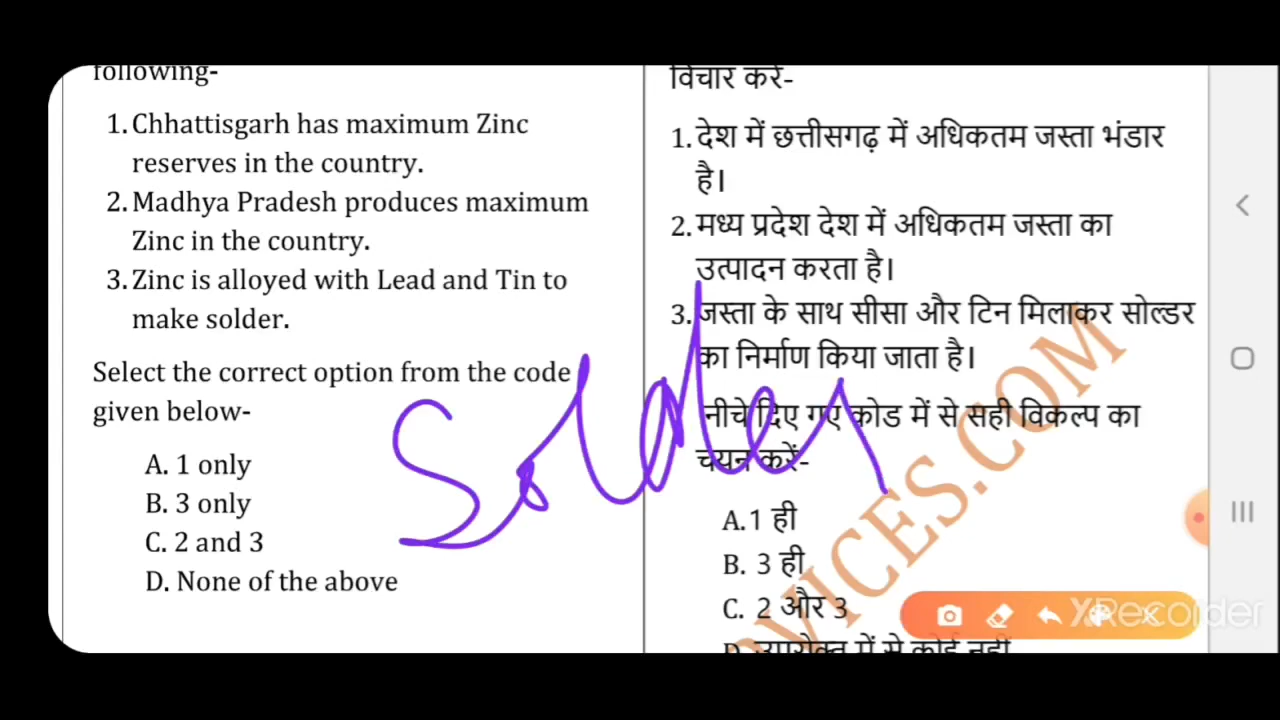 following-
1. Chhattisgarh has maximum Zinc
reserves in the country.
2. Madhya Pradesh produces maximum
Zinc in the country.
3. Zinc is alloyed with Lead and Tin to
make solder.
Select the correct option from the code
given below-
A. 1 only
B. 3 only
C. 2 and 3
D. None of the above
विचार करें-
1. देश में छत्तीसगढ़ में अधिकतम जस्ता भंडार
है।
2. मध्य प्रदेश देश में अधिकतम जस्ता का
उत्पादन करता है।
3. जस्ता के साथ सीसा और टिन मिलाकर सोल्डर
का निर्माण किया जाता है।
नीचे दिए गए कोड में से सही विकल्प का
चयन करें-
A. 1 ही
B. 3 ही
C. 2 और 3
D. उपरोक्त में से कोई नहीं
Solder
VICES.COM
XRecorder